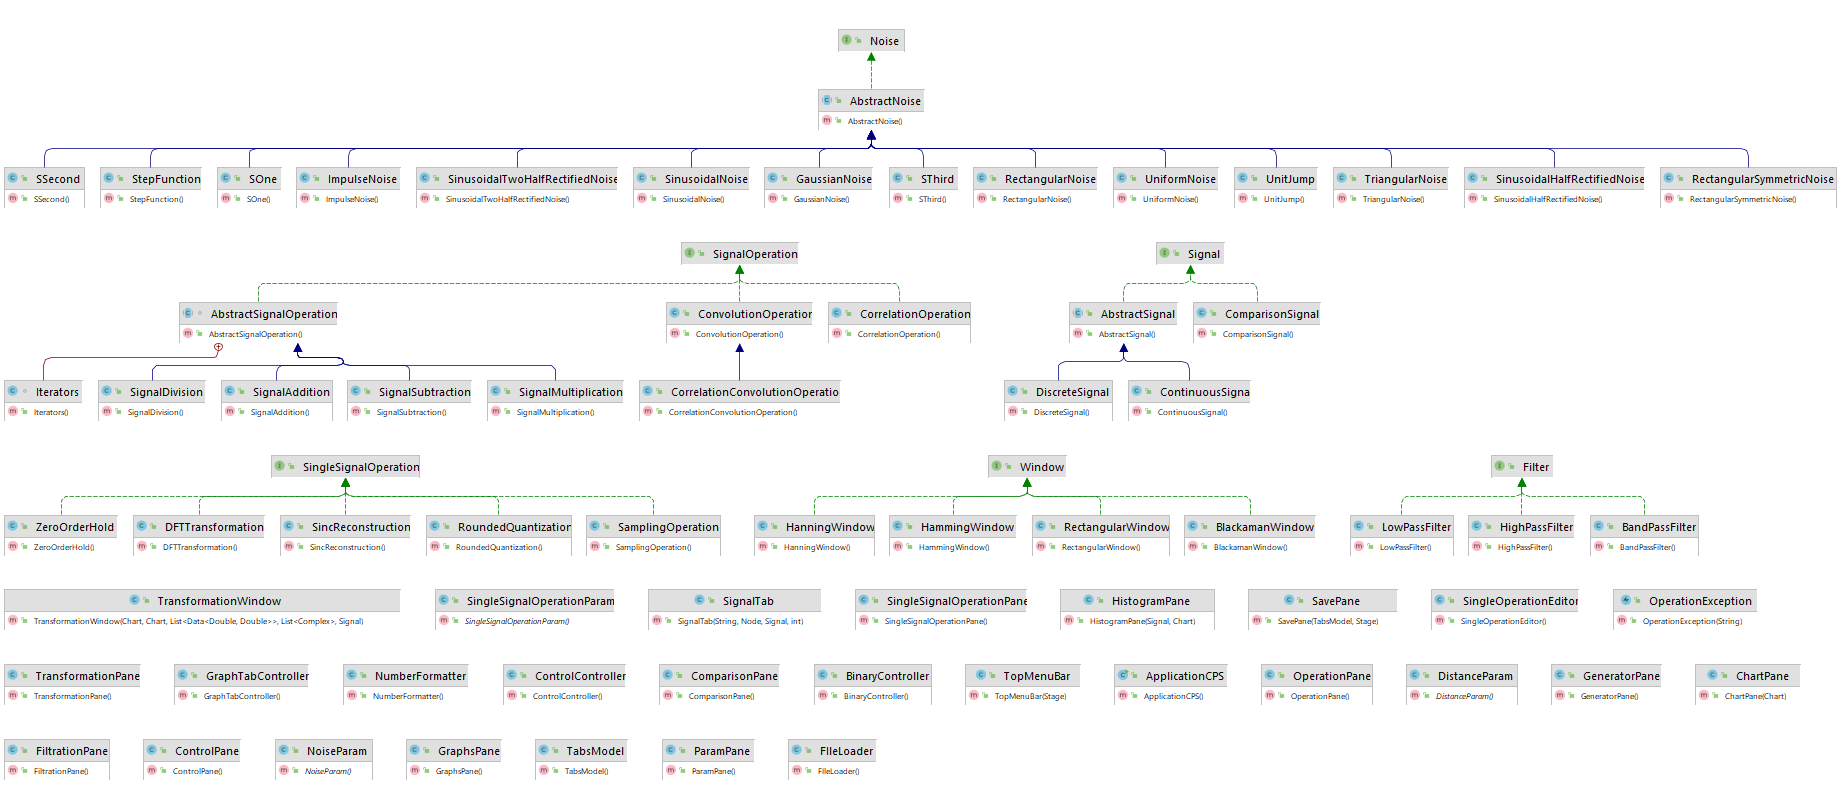 Noise
AbstractNoise
AbstractNoise()
SSecond StepFunction SOne ImpulseNoise SinusoidalTwoHalfRectifiedNoise SinusoidalNoise GaussianNoise SThird RectangularNoise UniformNoise UnitJump TriangularNoise SinusoidalHalfRectifiedNoise RectangularSymmetricNoise
SSecond() StepFunction() SOne() ImpulseNoise() SinusoidalTwoHalfRectifiedNoise() SinusoidalNoise() GaussianNoise() SThird() RectangularNoise() UniformNoise() UnitJump() TriangularNoise() SinusoidalHalfRectifiedNoise() RectangularSymmetricNoise()
SignalOperation Signal
AbstractSignalOperation ConvolutionOperation CorrelationOperation AbstractSignal ComparisonSignal
AbstractSignalOperation() ConvolutionOperation() CorrelationOperation() AbstractSignal() ComparisonSignal()
Iterators SignalDivision SignalAddition SignalSubtraction SignalMultiplication CorrelationConvolutionOperatio DiscreteSignal ContinuousSigna
Iterators() SignalDivision() SignalAddition() SignalSubtraction() SignalMultiplication() CorrelationConvolutionOperation() DiscreteSignal() ContinuousSignal()
SingleSignalOperation Window Filter
ZeroOrderHold DFTTransformation SincReconstruction RoundedQuantization SamplingOperation HanningWindow HammingWindow RectangularWindow BlackamanWindow LowPassFilter HighPassFilter BandPassFilter
ZeroOrderHold() DFTTransformation() SincReconstruction() RoundedQuantization() SamplingOperation() HanningWindow() HammingWindow() RectangularWindow() BlackamanWindow() LowPassFilter() HighPassFilter() BandPassFilter()
TransformationWindow SingleSignalOperationParam SignalTab SingleSignalOperationPane HistogramPane SavePane SingleOperationEditor OperationException
TransformationWindow(Chart, Chart, List<Data<Double, Double>>, List<Complex>, Signal) SingleSignalOperationParam() SignalTab(String, Node, Signal, int) SingleSignalOperationPane() HistogramPane(Signal, Chart) SavePane(TabsModel, Stage) SingleOperationEditor() OperationException(String)
TransformationPane GraphTabController NumberFormatter ControlController ComparisonPane BinaryController TopMenuBar ApplicationCPS OperationPane DistanceParam GeneratorPane ChartPane
TransformationPane() GraphTabController() NumberFormatter() ControlController() ComparisonPane() BinaryController() TopMenuBar(Stage) ApplicationCPS() OperationPane() DistanceParam() GeneratorPane() ChartPane(Chart)
FiltrationPane ControlPane NoiseParam GraphsPane TabsModel ParamPane FIleLoader
FiltrationPane() ControlPane() NoiseParam() GraphsPane() TabsModel() ParamPane() FIleLoader()